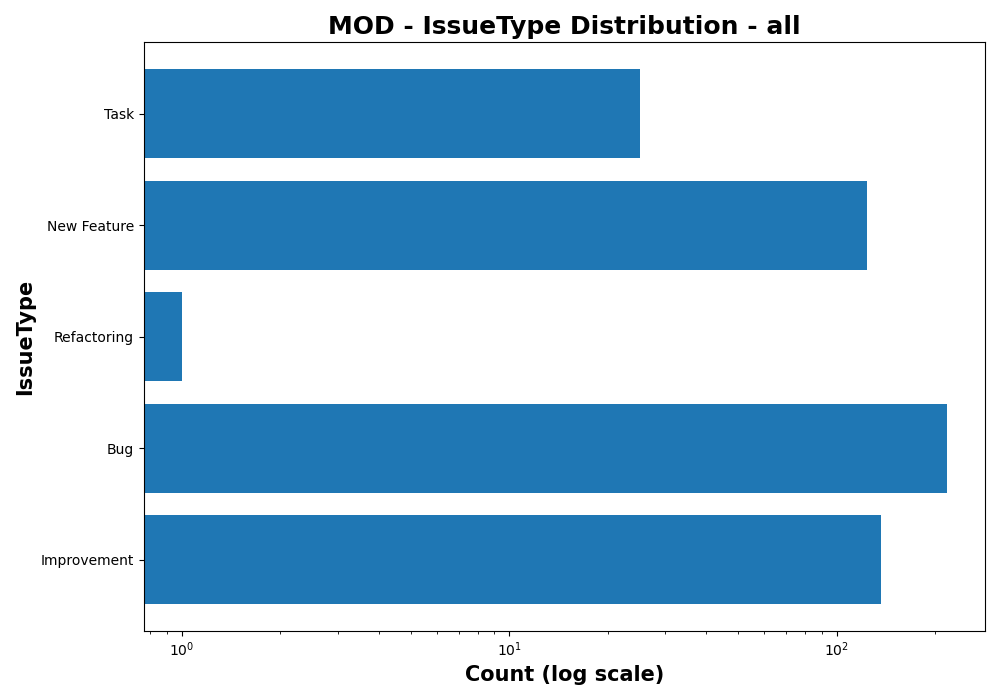 MOD - IssueType Distribution - all
IssueType
Task
New Feature
Refactoring
Bug
Improvement
10⁰
10¹
10²
Count (log scale)